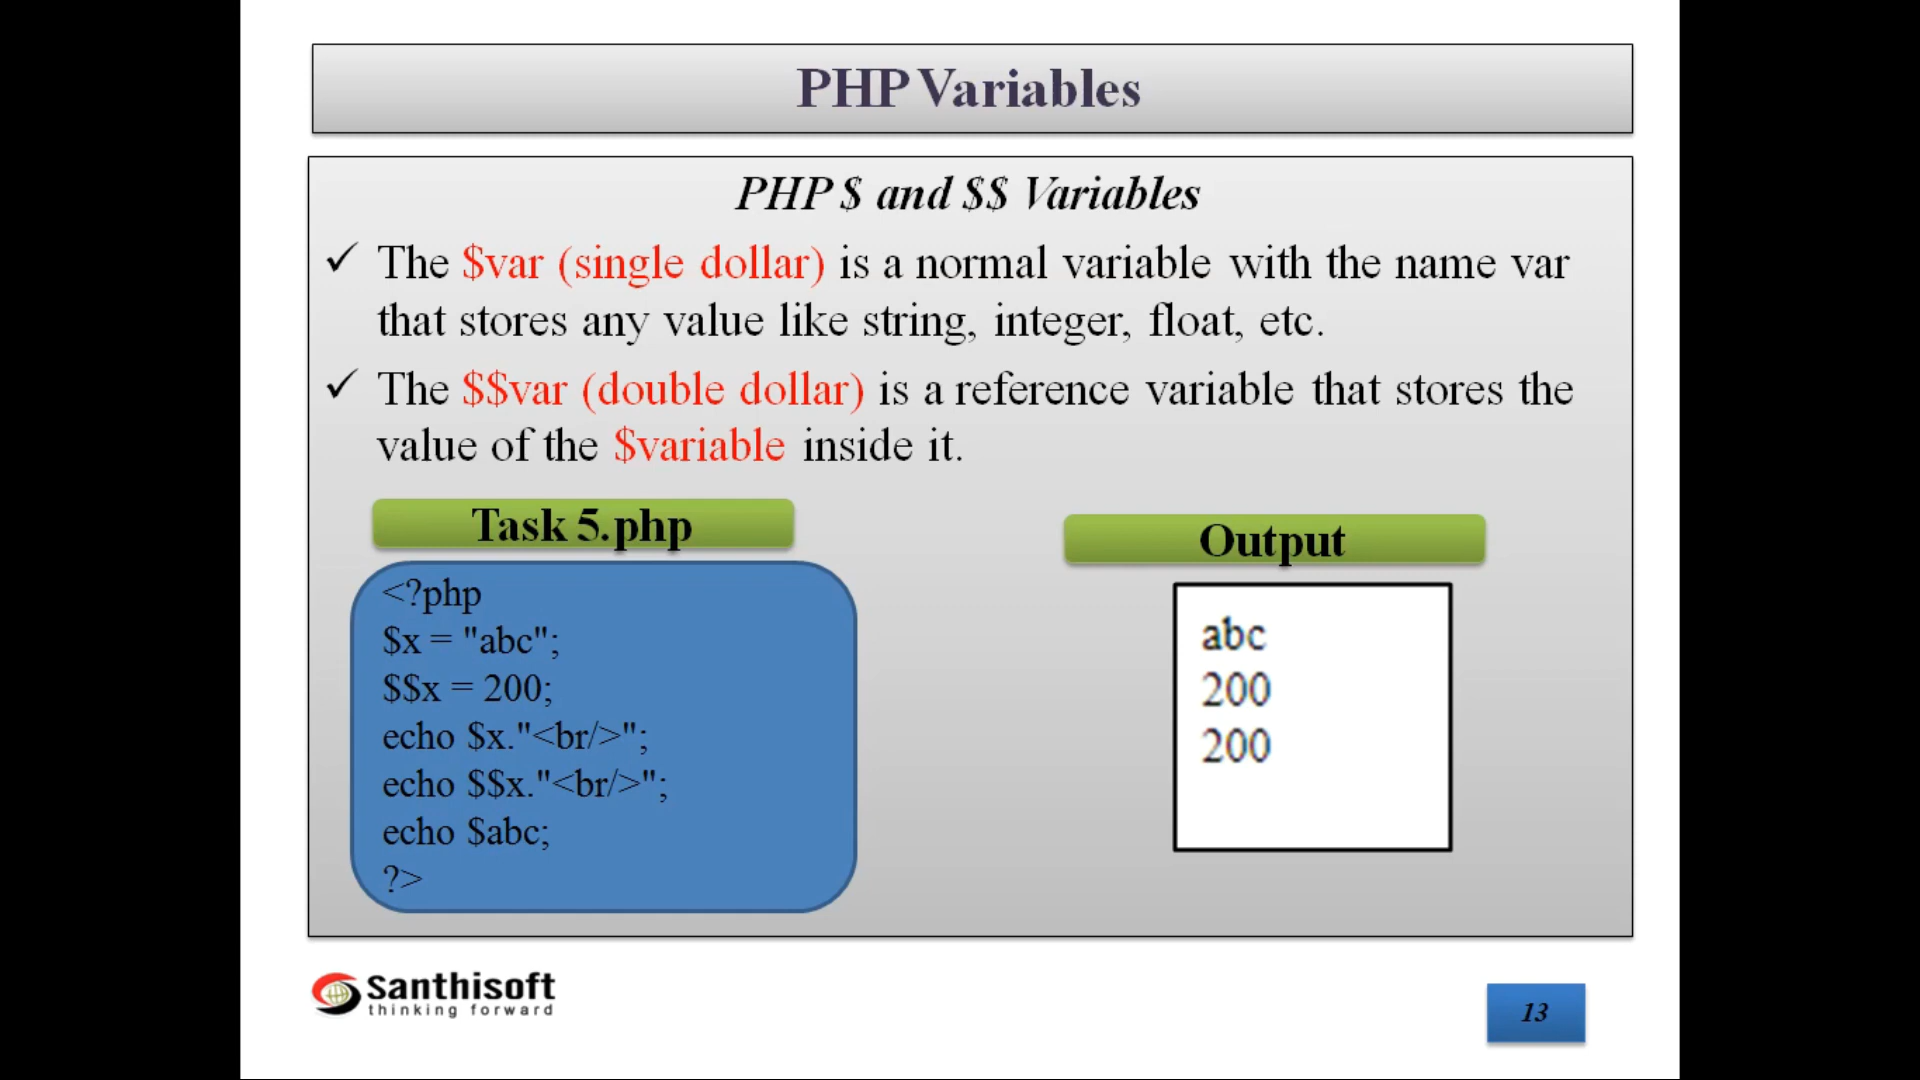 PHP Variables
PHP $ and $$ Variables
✓ The $var (single dollar) is a normal variable with the name var
that stores any value like string, integer, float, etc.
✓ The $$var (double dollar) is a reference variable that stores the
value of the $variable inside it.
Task 5.php
<?php
$x = "abc";
$$x = 200;
echo $x."<br/>";
echo $$x."<br/>";
echo $abc;
?>
Output
abc
200
200
Santhisoft
thinking forward
13